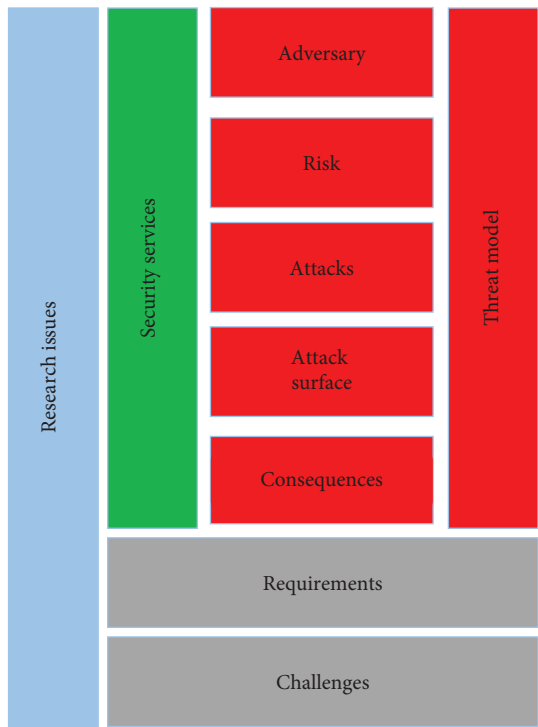 Research issues
Security services
Adversary
Risk
Attacks
Attack
surface
Consequences
Threat model
Requirements
Challenges